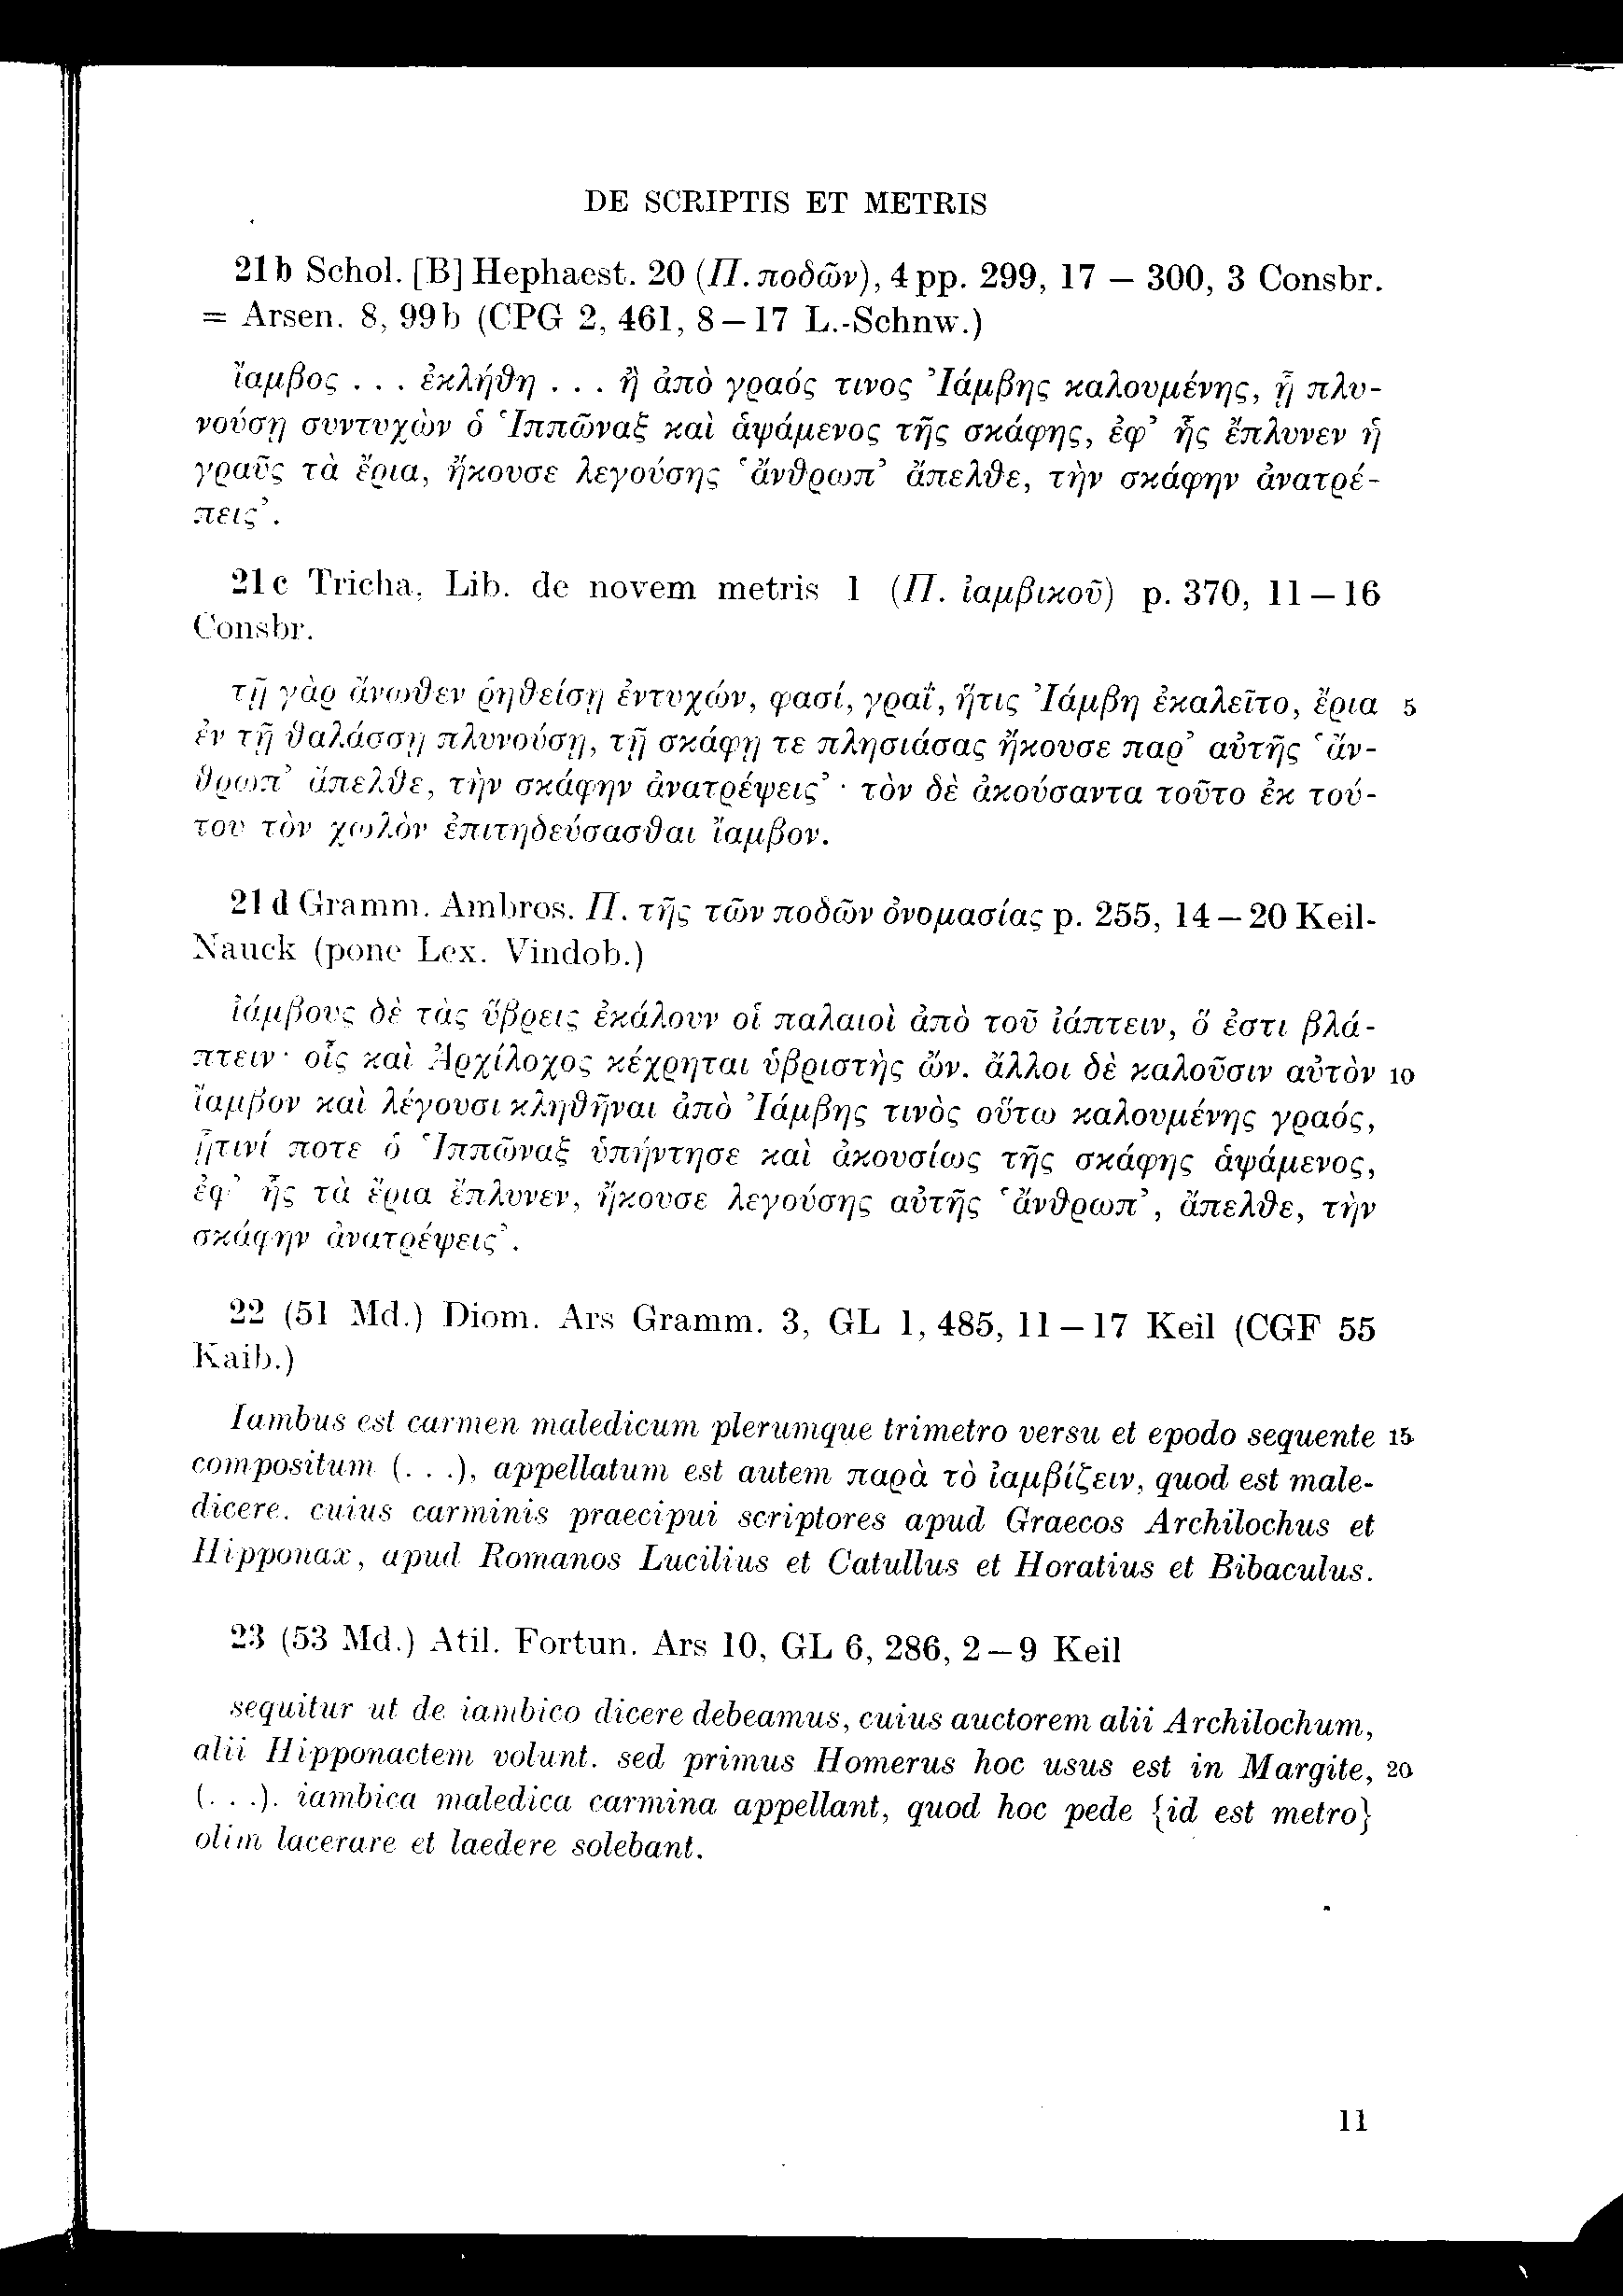 DE SCRIPTIS ET METRIS
21b Schol. [B] Hephaest. 20 (Π. ποδῶν), 4 pp. 299, 17 – 300, 3 Consbr.
= Arsen. 8, 99b (CPG 2, 461, 8 – 17 L.-Schnw.)
ἴαμβος . . . ἐκλήθη . . . ἢ ἀπὸ γραός τινος Ἰάμβης καλουμένης, ᾗ πλυ-
νούσῃ συντυχὼν ὁ Ἱππῶναξ καὶ ἁψάμενος τῆς σκάφης, ἐφ᾽ ἧς ἔπλυνεν ἡ
γραῦς τὰ ἔρια, ἤκουσε λεγούσης ‘ἄνθρωπ᾽ ἄπελθε, τὴν σκάφην ἀνατρέ-
πεις’.
21c Tricha, Lib. de novem metris 1 (Π. ἰαμβικοῦ) p. 370, 11 – 16
Consbr.
τῇ γὰρ ἄνωθεν ῥηθείσῃ ἐντυχών, φασί, γραΐ, ἥτις Ἰάμβη ἐκαλεῖτο, ἔρια 5
ἐν τῇ θαλάσσῃ πλυνούσῃ, τῇ σκάφῃ τε πλησιάσας ἤκουσε παρ᾽ αὐτῆς ‘ἄν-
θρωπ᾽ ἄπελθε, τὴν σκάφην ἀνατρέψεις’· τὸν δὲ ἀκούσαντα τοῦτο ἐκ τού-
του τὸν χωλὸν ἐπιτηδεύσασθαι ἴαμβον.
21d Gramm. Ambros. Π. τῆς τῶν ποδῶν ὀνομασίας p. 255, 14 – 20 Keil-
Nauck (pone Lex. Vindob.)
ἰάμβους δὲ τὰς ὕβρεις ἐκάλουν οἱ παλαιοὶ ἀπὸ τοῦ ἰάπτειν, ὅ ἐστι βλά-
πτειν· οἷς καὶ Ἀρχίλοχος κέχρηται ὑβριστὴς ὤν. ἄλλοι δὲ καλοῦσιν αὐτὸν 10
ἴαμβον καὶ λέγουσι κληθῆναι ἀπὸ Ἰάμβης τινὸς οὕτω καλουμένης γραός,
ᾗτινί ποτε ὁ Ἱππῶναξ ὑπήντησε καὶ ἀκουσίως τῆς σκάφης ἁψάμενος,
ἐφ᾽ ἧς τὰ ἔρια ἔπλυνεν, ἤκουσε λεγούσης αὐτῆς ‘ἄνθρωπ᾽, ἄπελθε, τὴν
σκάφην ἀνατρέψεις’.
22 (51 Md.) Diom. Ars Gramm. 3, GL 1, 485, 11 – 17 Keil (CGF 55
Kaib.)
Iambus est carmen maledicum plerumque trimetro versu et epodo sequente 15
compositum (. . .), appellatum est autem παρὰ τὸ ἰαμβίζειν, quod est male-
dicere. cuius carminis praecipui scriptores apud Graecos Archilochus et
Hipponax, apud Romanos Lucilius et Catullus et Horatius et Bibaculus.
23 (53 Md.) Atil. Fortun. Ars 10, GL 6, 286, 2 – 9 Keil
sequitur ut de iambico dicere debeamus, cuius auctorem alii Archilochum,
alii Hipponactem volunt. sed primus Homerus hoc usus est in Margite, 20
(. . .). iambica maledica carmina appellant, quod hoc pede {id est metro}
olim lacerare et laedere solebant.
11